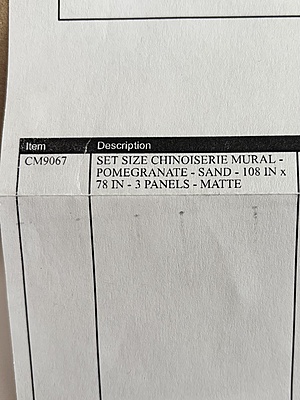 Item Description
CM9067 SET SIZE CHINOISERIE MURAL -
POMEGRANATE - SAND - 108 IN x
78 IN - 3 PANELS - MATTE